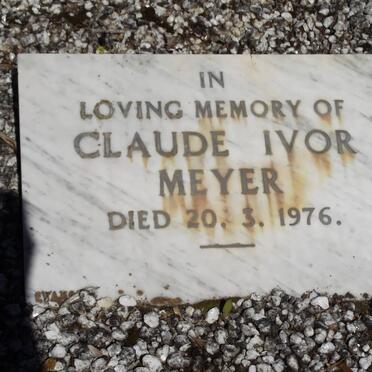 IN
LOVING MEMORY OF
CLAUDE IVOR
MEYER
DIED 20. 3. 1976.